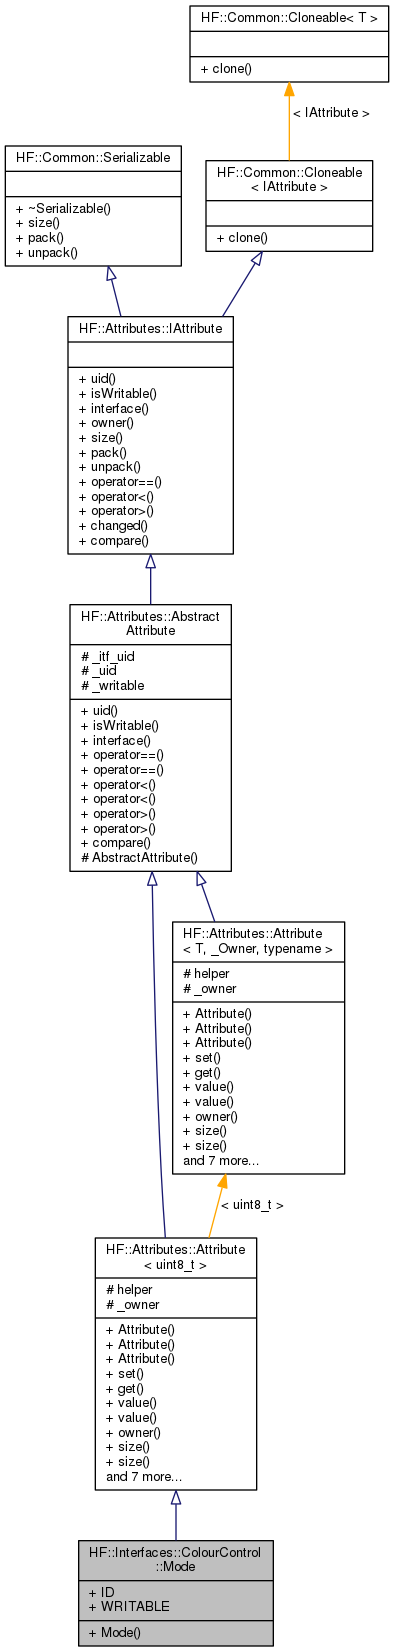 HF::Common::Cloneable< T >
+ clone()
< IAttribute >
HF::Common::Serializable
+ ~Serializable()
+ size()
+ pack()
+ unpack()
HF::Common::Cloneable
< IAttribute >
+ clone()
HF::Attributes::IAttribute
+ uid()
+ isWritable()
+ interface()
+ owner()
+ size()
+ pack()
+ unpack()
+ operator==()
+ operator<()
+ operator>()
+ changed()
+ compare()
HF::Attributes::Abstract
Attribute
# _itf_uid
# _uid
# _writable
+ uid()
+ isWritable()
+ interface()
+ operator==()
+ operator==()
+ operator<()
+ operator<()
+ operator>()
+ operator>()
+ compare()
# AbstractAttribute()
HF::Attributes::Attribute
< T, _Owner, typename >
# helper
# _owner
+ Attribute()
+ Attribute()
+ Attribute()
+ set()
+ get()
+ value()
+ value()
+ owner()
+ size()
+ size()
and 7 more...
< uint8_t >
HF::Attributes::Attribute
< uint8_t >
# helper
# _owner
+ Attribute()
+ Attribute()
+ Attribute()
+ set()
+ get()
+ value()
+ value()
+ owner()
+ size()
+ size()
and 7 more...
HF::Interfaces::ColourControl
::Mode
+ ID
+ WRITABLE
+ Mode()